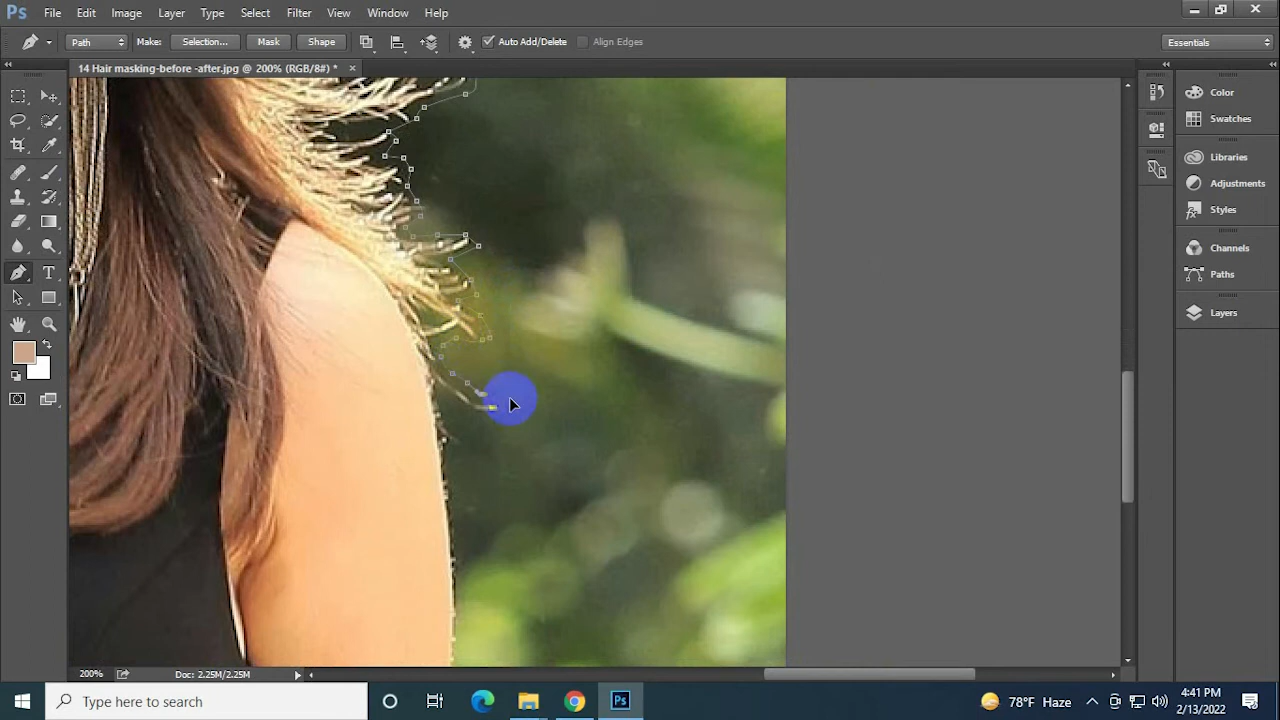 Ps File Edit Image Layer Type Select Filter View Window Help
Path Make: Selection... Mask Shape Auto Add/Delete Align Edges Essentials
14 Hair masking-before -after.jpg @ 200% (RGB/8#) * ×
Color
Swatches
Libraries
Adjustments
Styles
Channels
Paths
Layers
T
200% Doc: 2.25M/2.25M
Type here to search
Ps
78°F Haze
4:41 PM
2/13/2022